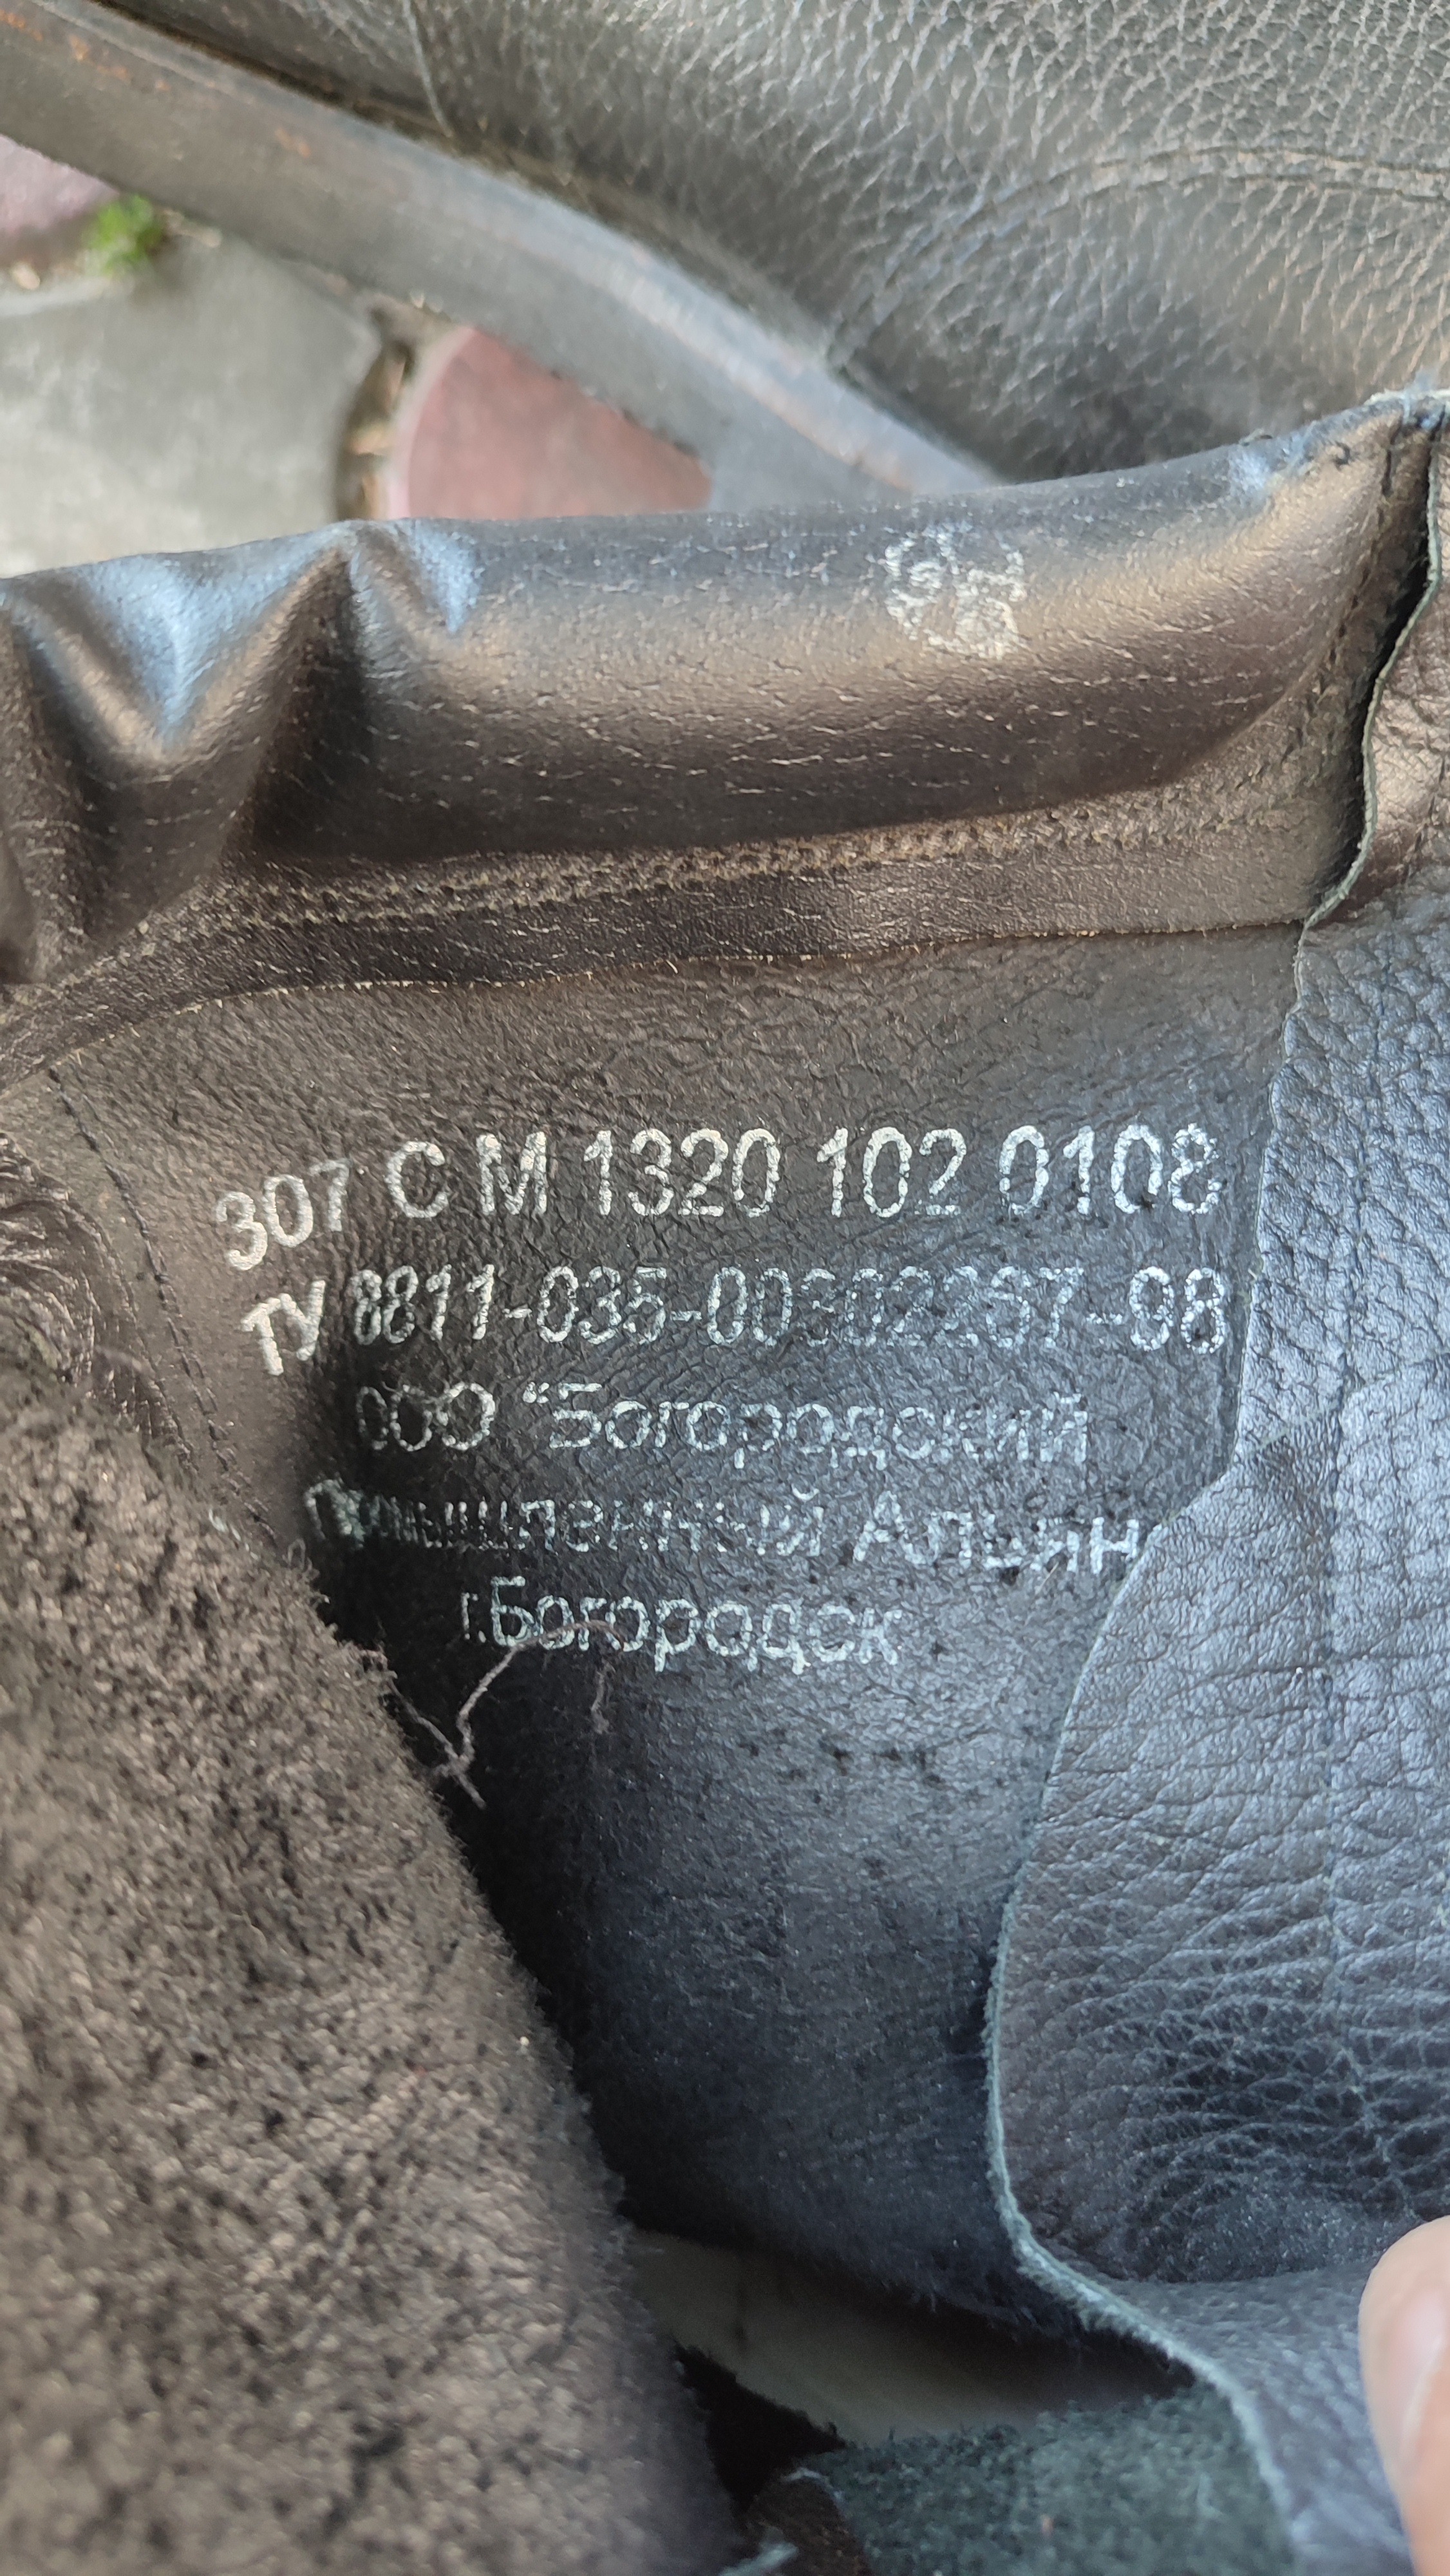 307 С М 1320 102 0108
ТУ 8811-035-00302267-98
ООО "Богородский
Промышленный Альянс
г.Богородск